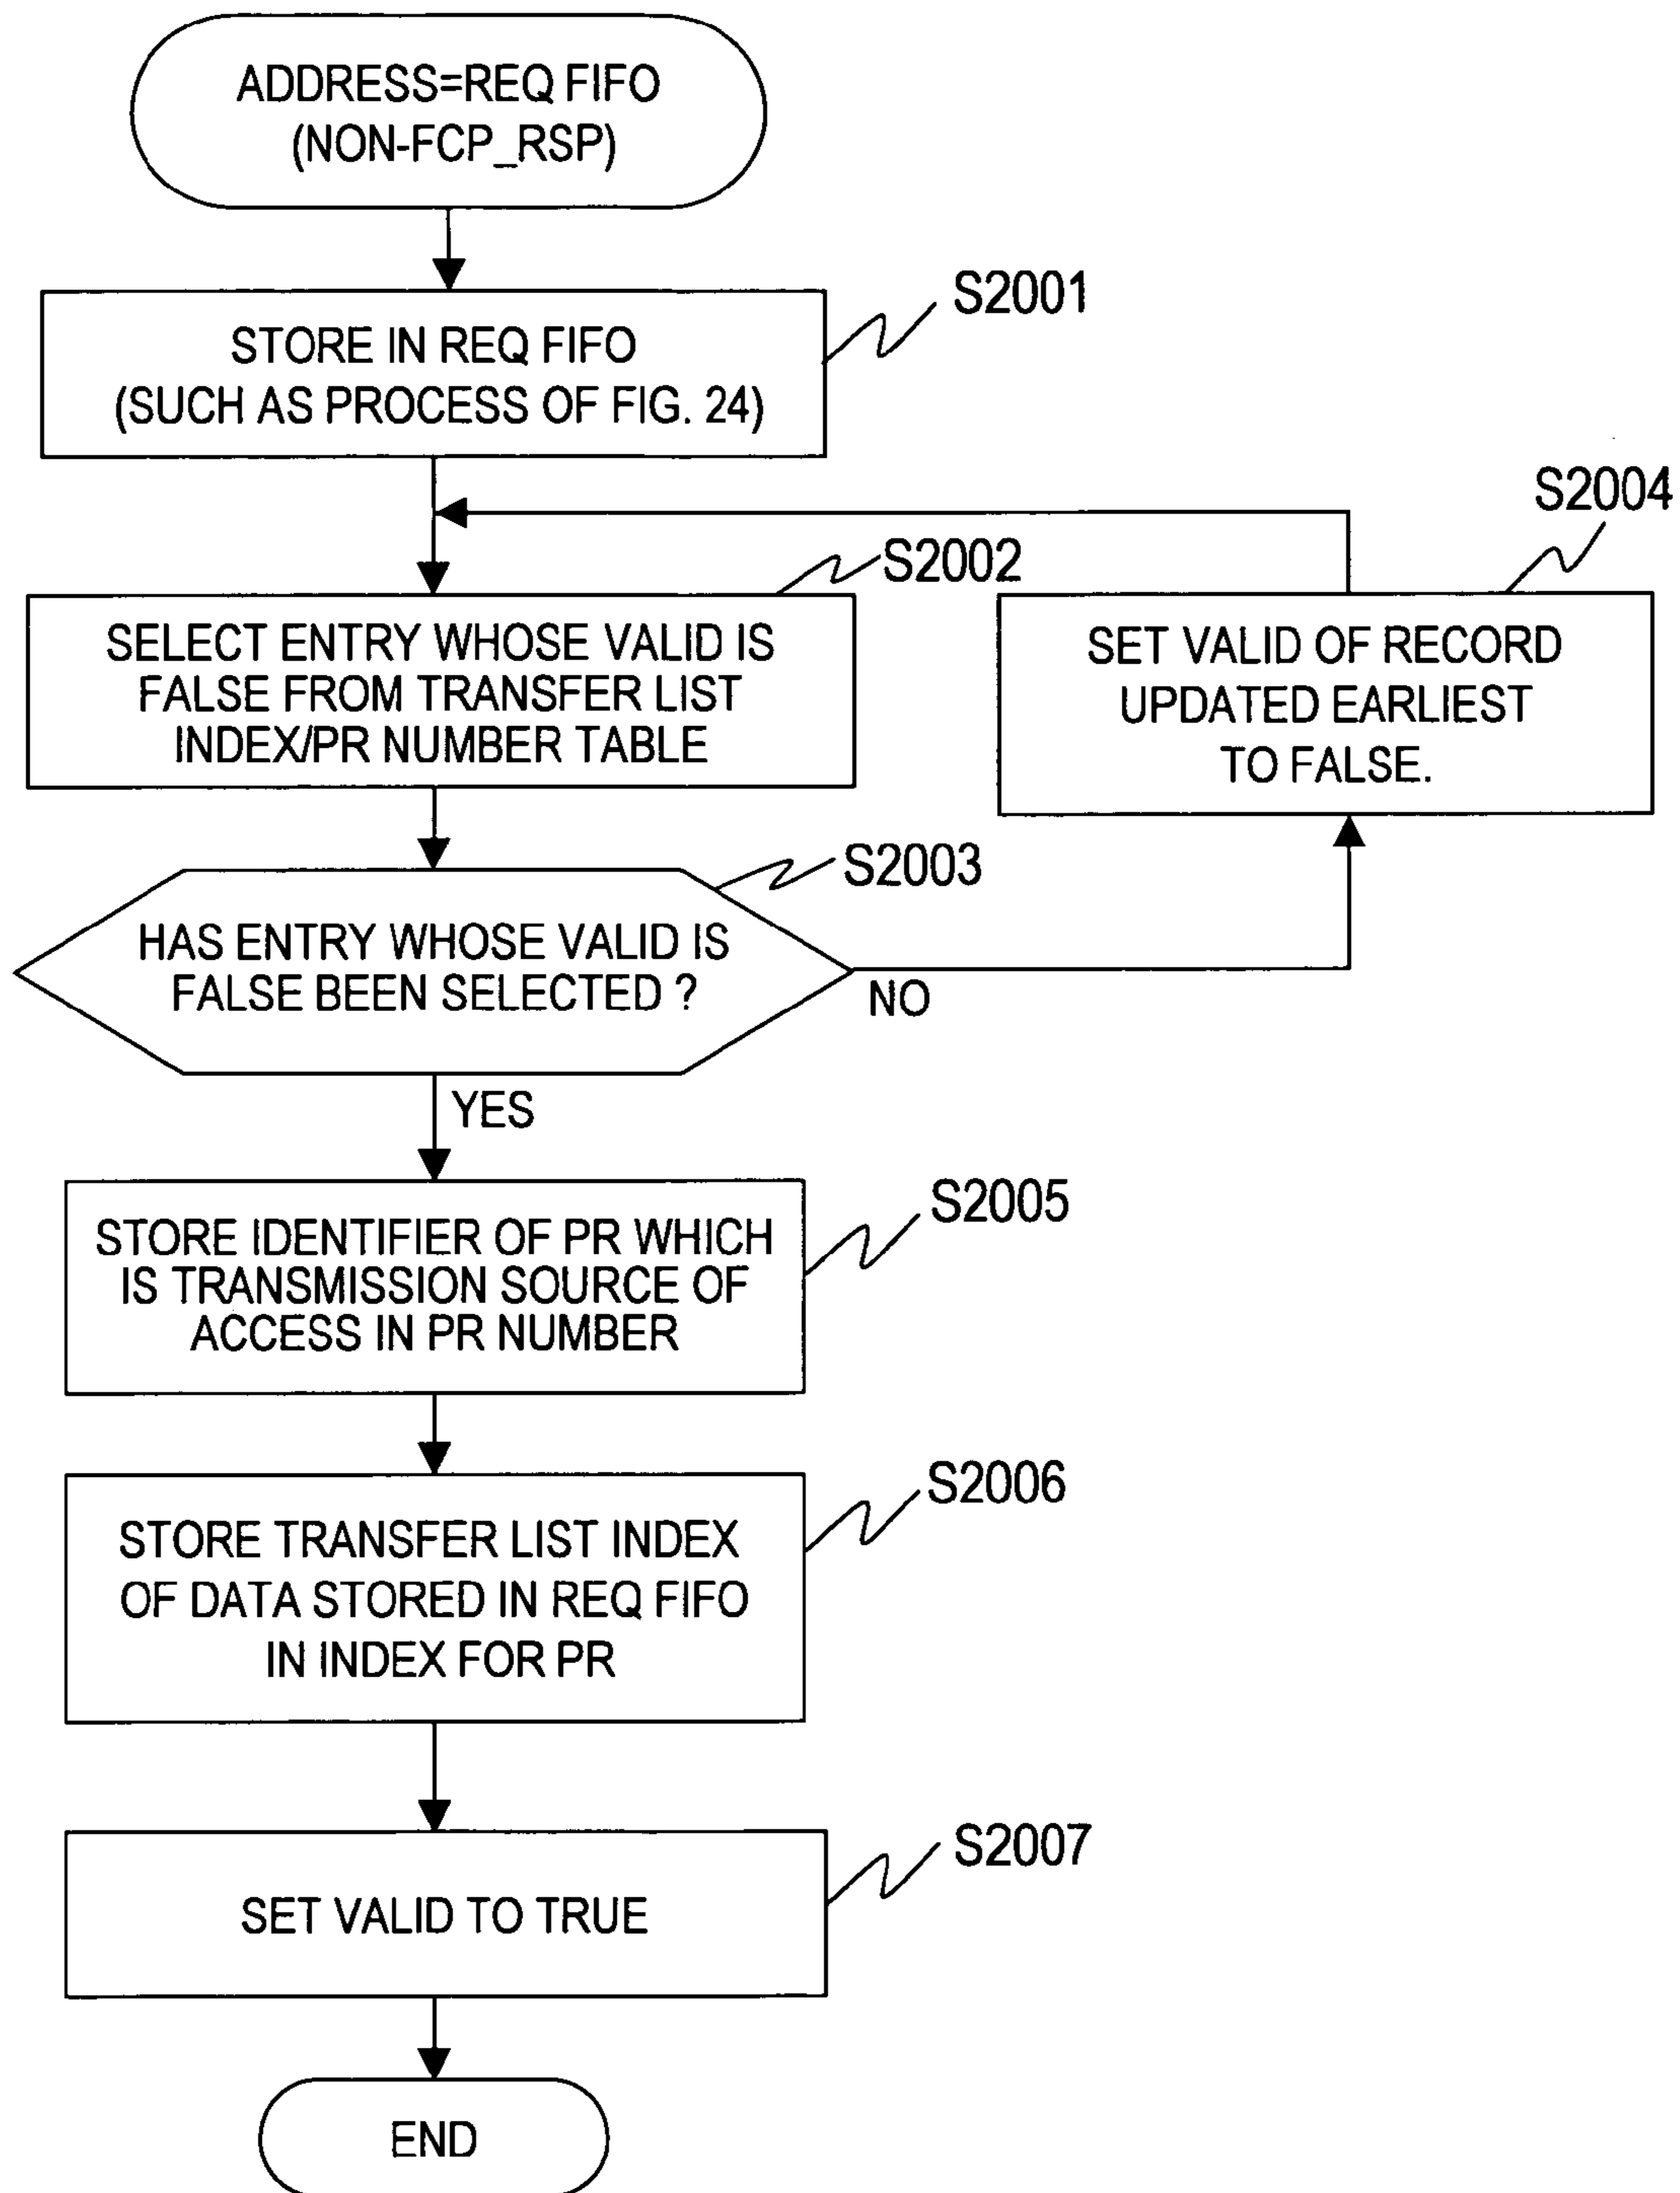 ADDRESS=REQ FIFO
(NON-FCP_RSP)
S2001
STORE IN REQ FIFO
(SUCH AS PROCESS OF FIG. 24)
S2004
S2002
SELECT ENTRY WHOSE VALID IS
FALSE FROM TRANSFER LIST
INDEX/PR NUMBER TABLE
SET VALID OF RECORD
UPDATED EARLIEST
TO FALSE.
S2003
HAS ENTRY WHOSE VALID IS
FALSE BEEN SELECTED ?
NO
YES
S2005
STORE IDENTIFIER OF PR WHICH
IS TRANSMISSION SOURCE OF
ACCESS IN PR NUMBER
S2006
STORE TRANSFER LIST INDEX
OF DATA STORED IN REQ FIFO
IN INDEX FOR PR
S2007
SET VALID TO TRUE
END